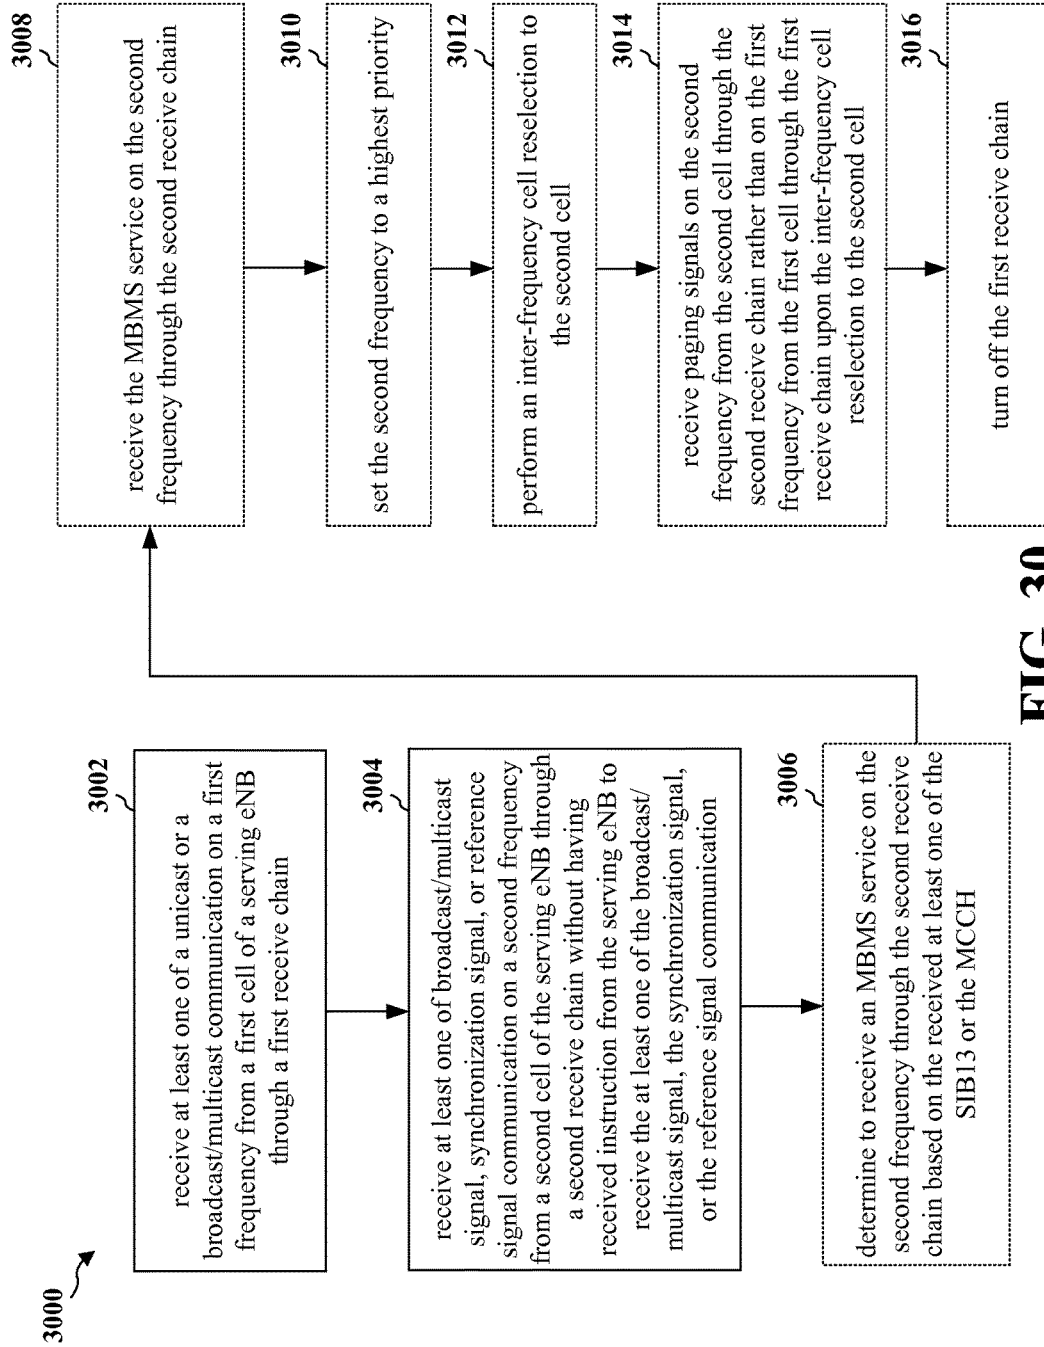 3000
3002
receive at least one of a unicast or a
broadcast/multicast communication on a first
frequency from a first cell of a serving eNB
through a first receive chain
3004
receive at least one of broadcast/multicast
signal, synchronization signal, or reference
signal communication on a second frequency
from a second cell of the serving eNB through
a second receive chain without having
received instruction from the serving eNB to
receive the at least one of the broadcast/
multicast signal, the synchronization signal,
or the reference signal communication
3006
determine to receive an MBMS service on the
second frequency through the second receive
chain based on the received at least one of the
SIB13 or the MCCH
3008
receive the MBMS service on the second
frequency through the second receive chain
3010
set the second frequency to a highest priority
3012
perform an inter-frequency cell reselection to
the second cell
3014
receive paging signals on the second
frequency from the second cell through the
second receive chain rather than on the first
frequency from the first cell through the first
receive chain upon the inter-frequency cell
reselection to the second cell
3016
turn off the first receive chain
FIG. 30